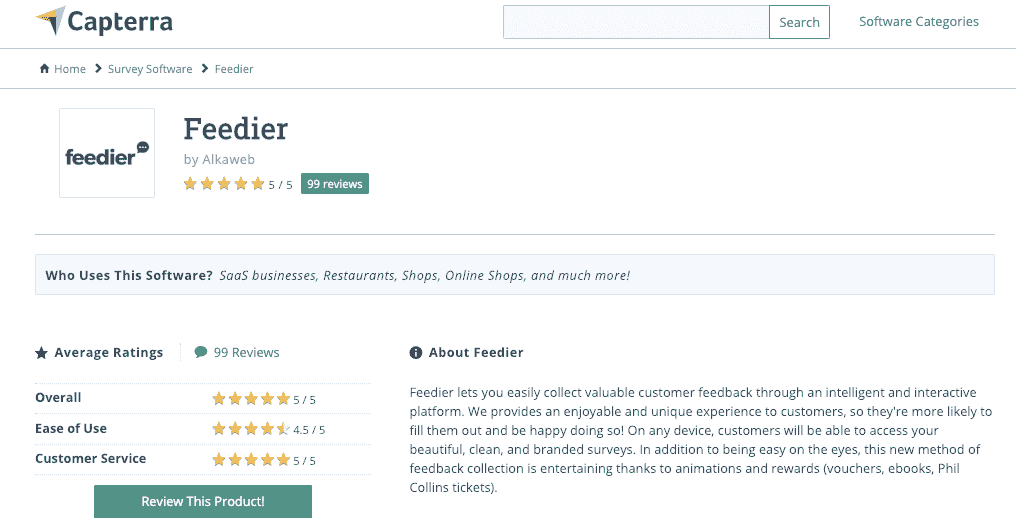 Capterra
Search
Software Categories
Home
Survey Software
Feedier
feedier
Feedier
by Alkaweb
5 / 5
99 reviews
Who Uses This Software? SaaS businesses, Restaurants, Shops, Online Shops, and much more!
Average Ratings
99 Reviews
Overall
5 / 5
Ease of Use
4.5 / 5
Customer Service
5 / 5
Review This Product!
About Feedier
Feedier lets you easily collect valuable customer feedback through an intelligent and interactive
platform. We provides an enjoyable and unique experience to customers, so they're more likely to
fill them out and be happy doing so! On any device, customers will be able to access your
beautiful, clean, and branded surveys. In addition to being easy on the eyes, this new method of
feedback collection is entertaining thanks to animations and rewards (vouchers, ebooks, Phil
Collins tickets).